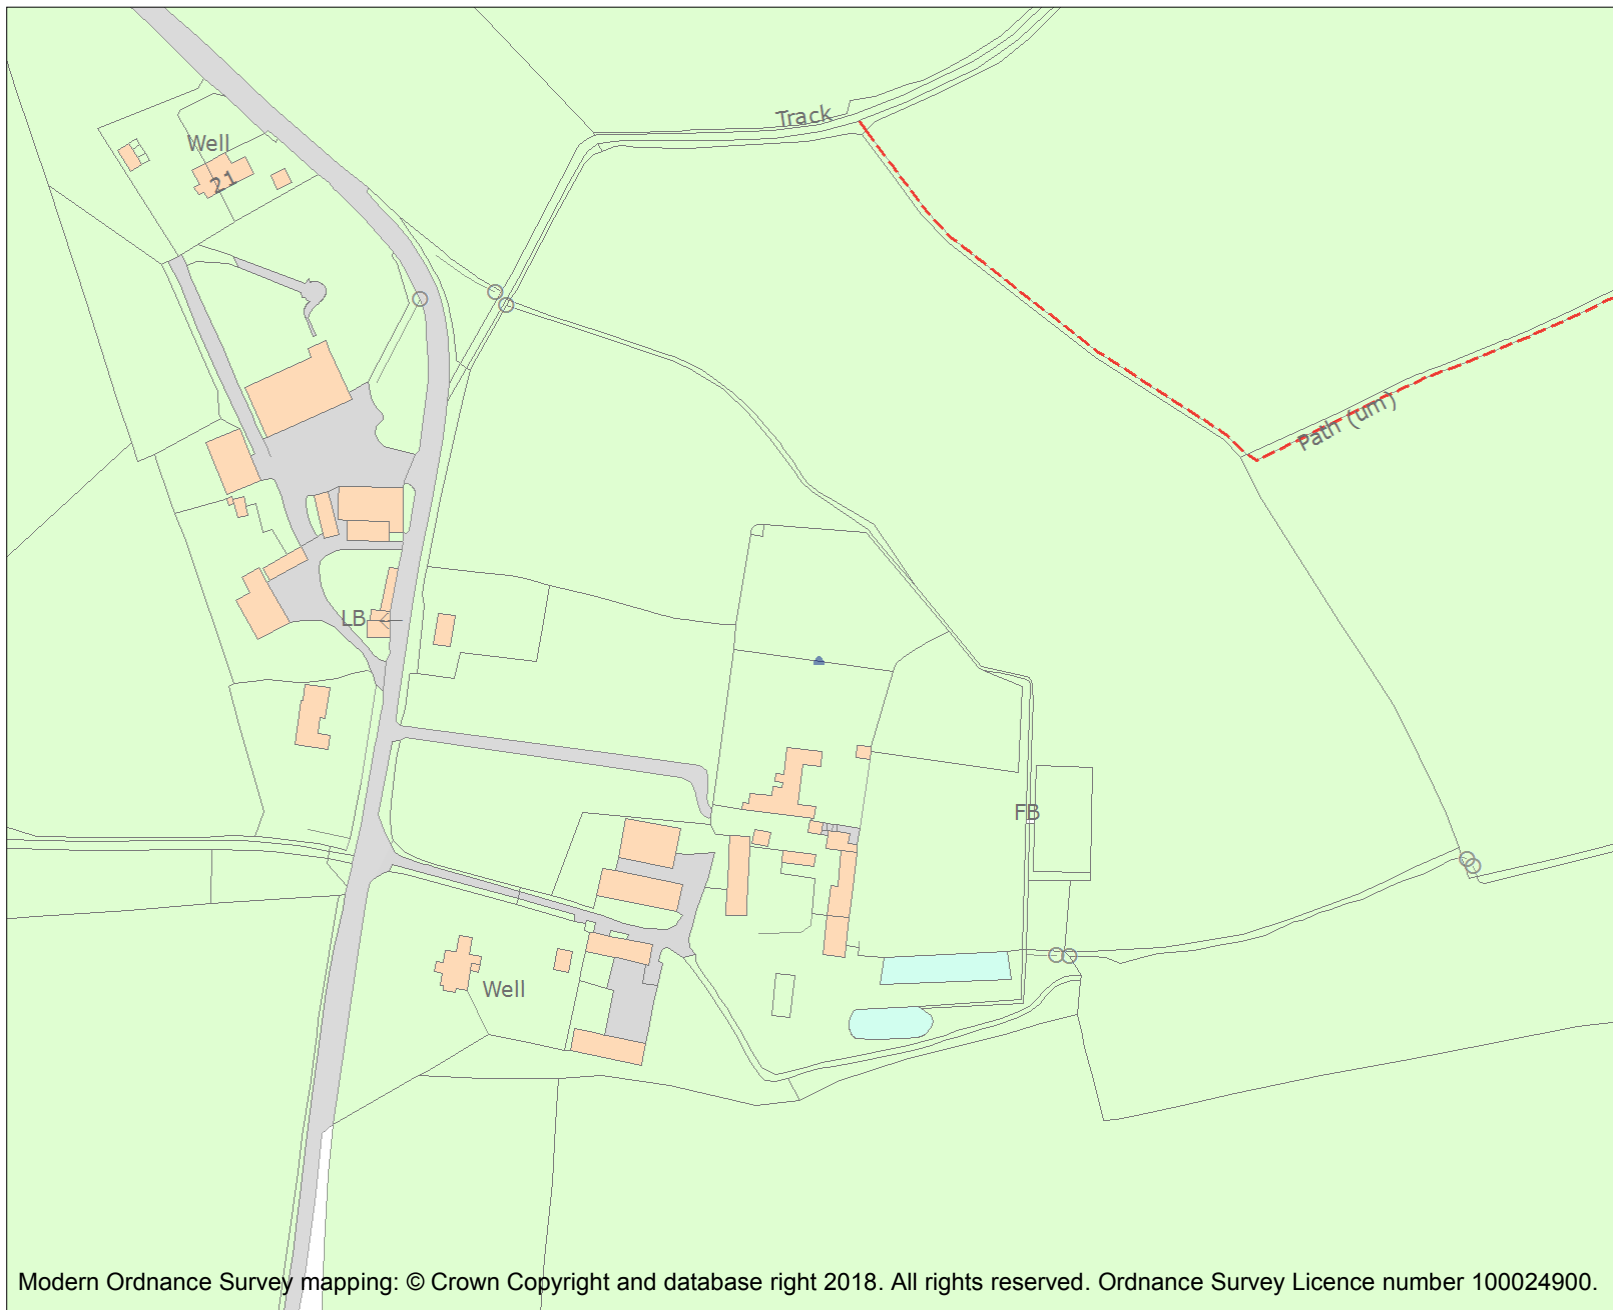 Track
Well
21
Path (um)
LB
FB
Well
Modern Ordnance Survey mapping: © Crown Copyright and database right 2018. All rights reserved. Ordnance Survey Licence number 100024900.